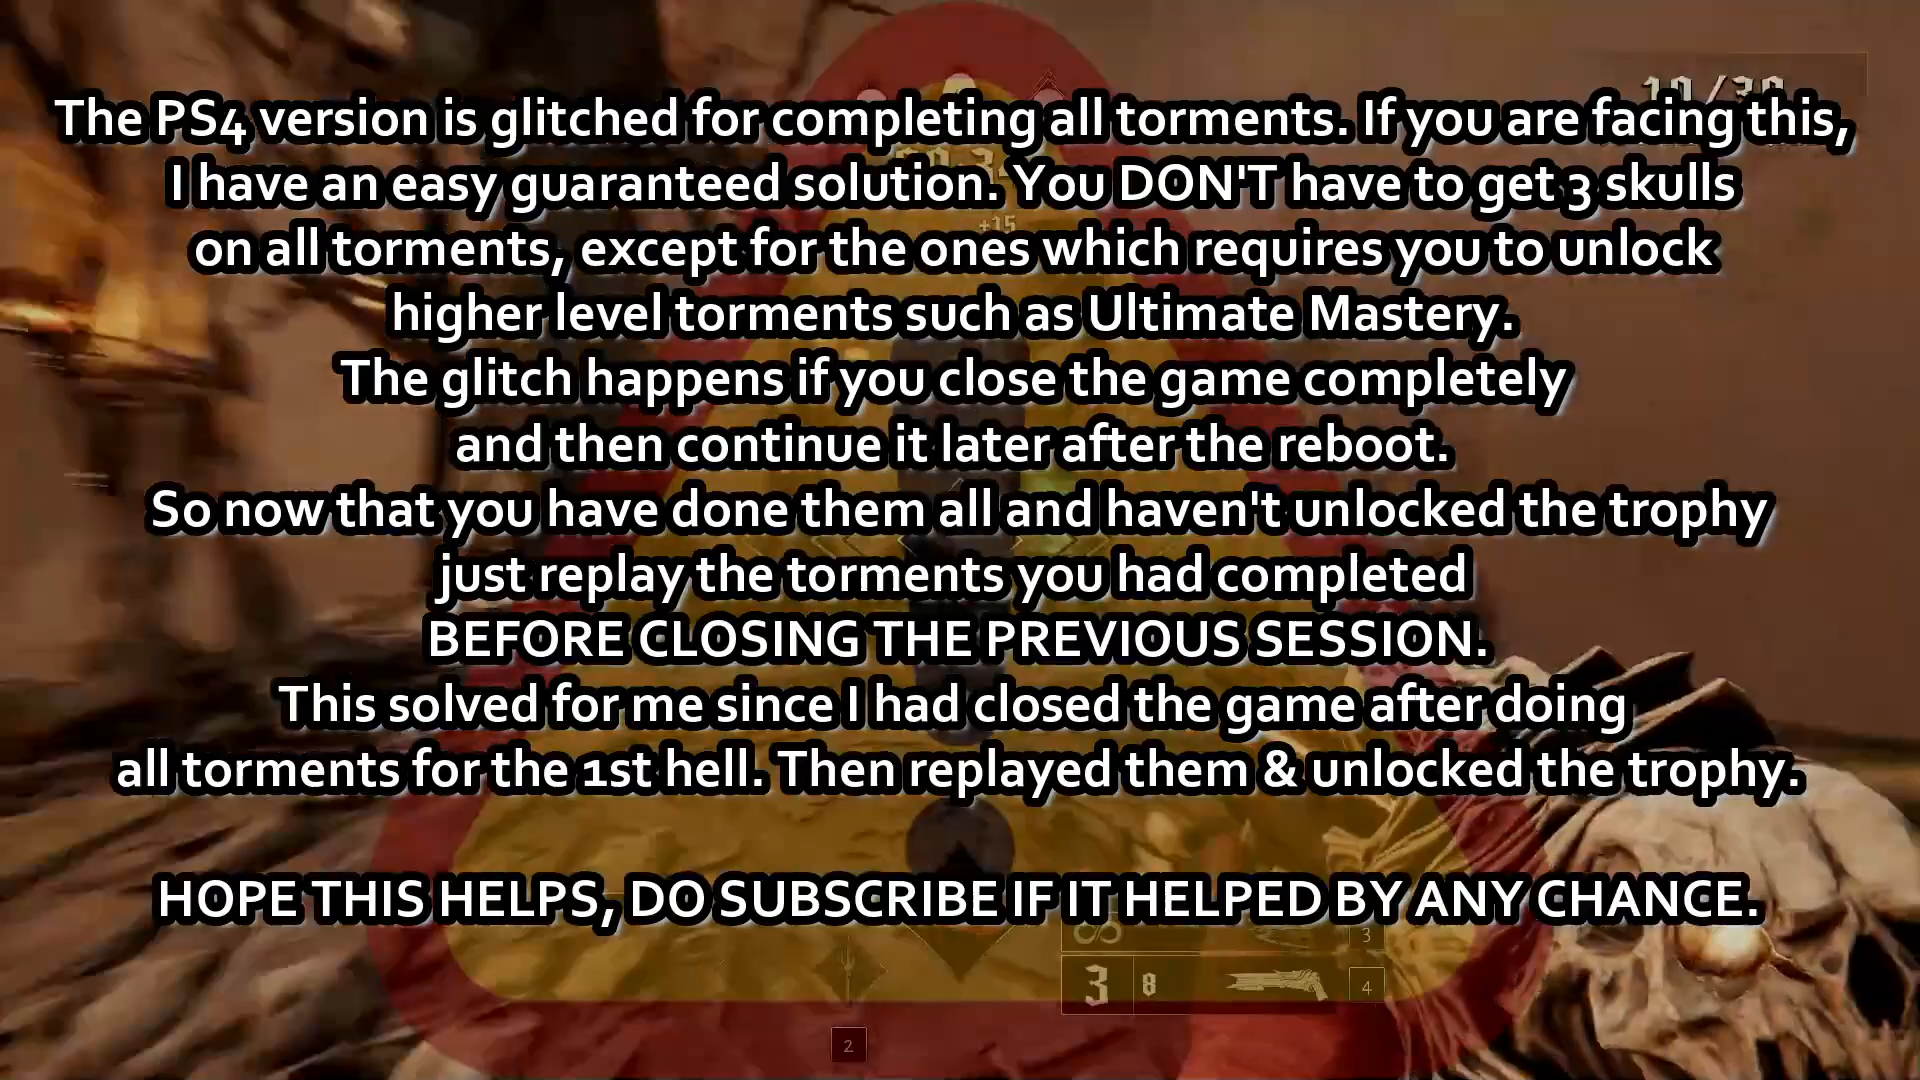 The PS4 version is glitched for completing all torments. If you are facing this,
I have an easy guaranteed solution. You DON'T have to get 3 skulls
+15
on all torments, except for the ones which requires you to unlock
higher level torments such as Ultimate Mastery.
The glitch happens if you close the game completely
and then continue it later after the reboot.
So now that you have done them all and haven't unlocked the trophy
just replay the torments you had completed
BEFORE CLOSING THE PREVIOUS SESSION.
This solved for me since I had closed the game after doing
all torments for the 1st hell. Then replayed them & unlocked the trophy.
HOPE THIS HELPS, DO SUBSCRIBE IF IT HELPED BY ANY CHANCE.
3
3 8 4
2